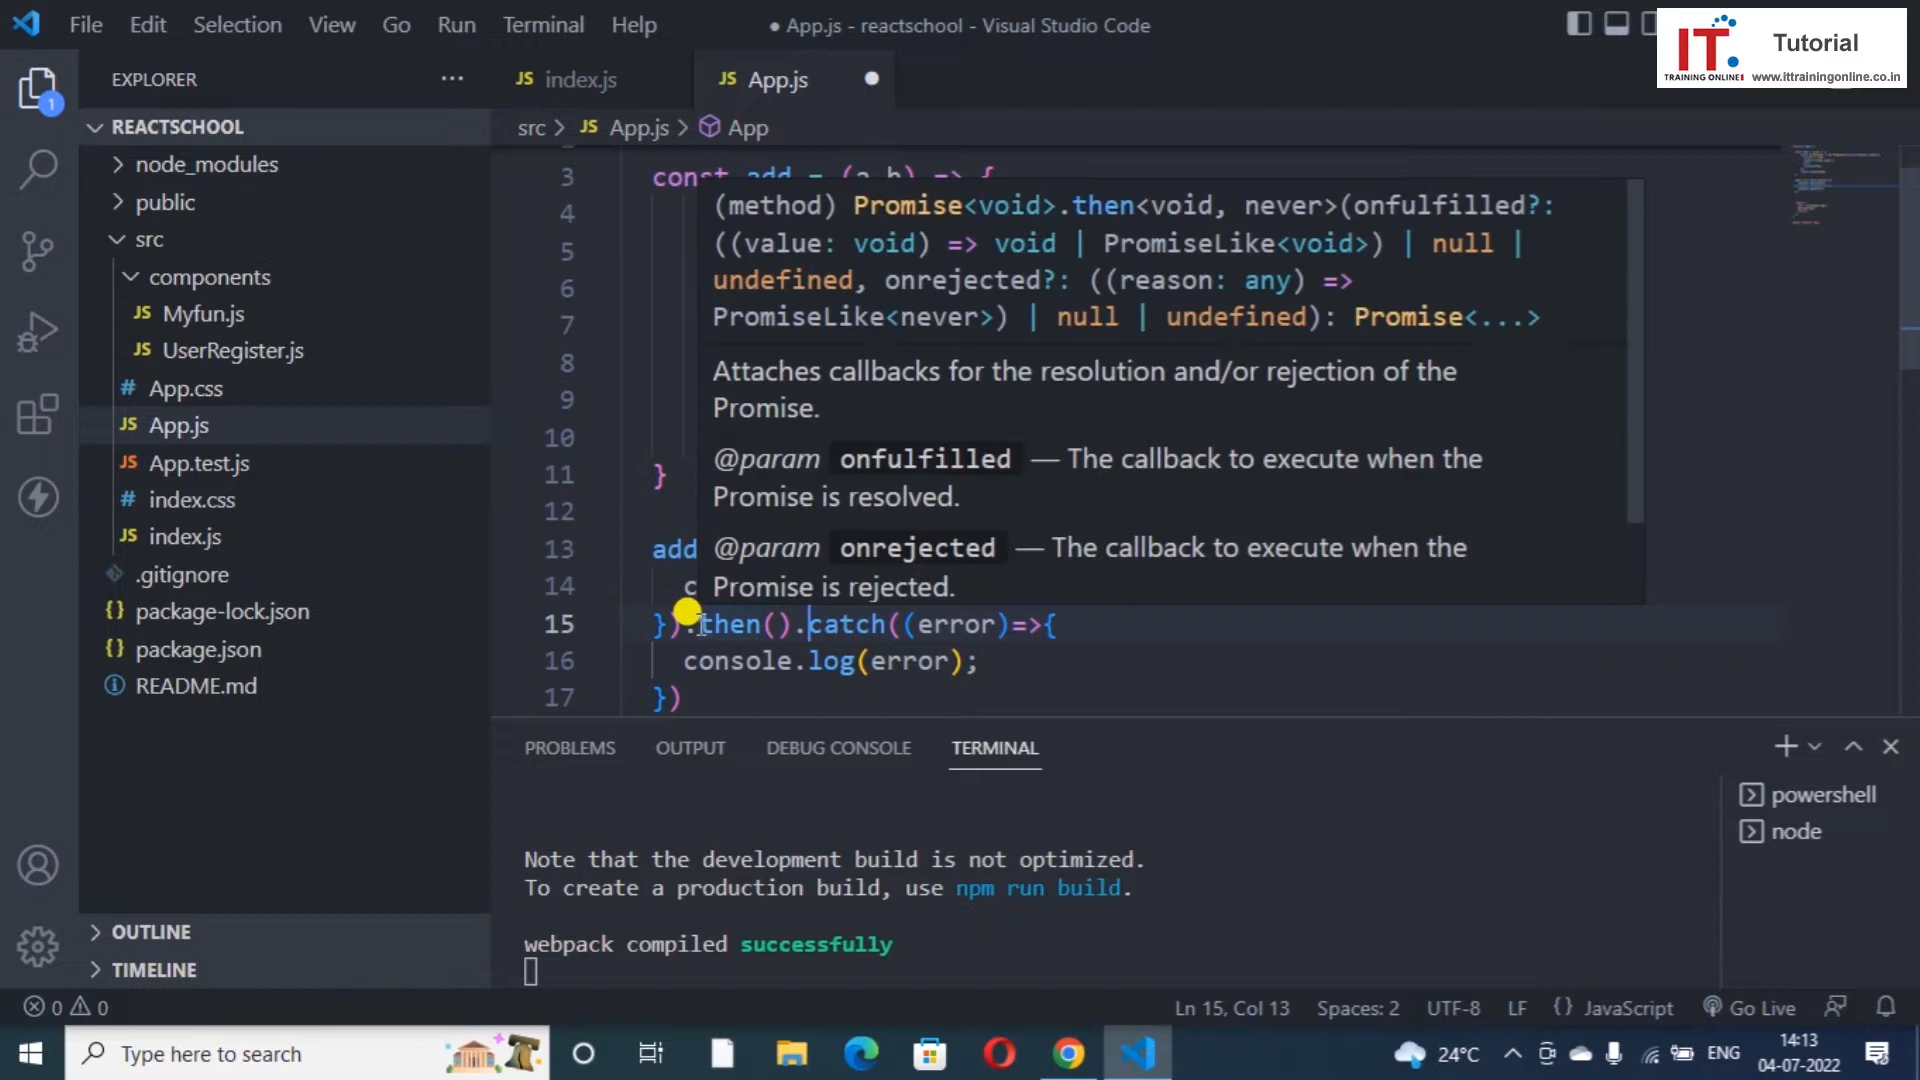 File Edit Selection View Go Run Terminal Help
● App.js - reactschool - Visual Studio Code
IT.
TRAINING ONLINE
Tutorial
www.ittrainingonline.co.in
EXPLORER
1
REACTSCHOOL
node_modules
public
src
components
JS Myfun.js
JS UserRegister.js
# App.css
JS App.js
JS App.test.js
# index.css
JS index.js
.gitignore
{} package-lock.json
{} package.json
README.md
OUTLINE
TIMELINE
JS index.js
JS App.js
src > JS App.js > App
3 const add = (a,b) => {
4
5
6
7
8
9
10
11 }
12
13 add
14 c
15 }).then().catch((error)=>{
16 console.log(error);
17 })
(method) Promise<void>.then<void, never>(onfulfilled?:
((value: void) => void | PromiseLike<void>) | null |
undefined, onrejected?: ((reason: any) =>
PromiseLike<never>) | null | undefined): Promise<...>
Attaches callbacks for the resolution and/or rejection of the
Promise.
@param onfulfilled — The callback to execute when the
Promise is resolved.
@param onrejected — The callback to execute when the
Promise is rejected.
PROBLEMS OUTPUT DEBUG CONSOLE TERMINAL
Note that the development build is not optimized.
To create a production build, use npm run build.
webpack compiled successfully
powershell
node
0 0
Ln 15, Col 13 Spaces: 2 UTF-8 LF {} JavaScript Go Live
Type here to search
24°C ENG
14:13
04-07-2022